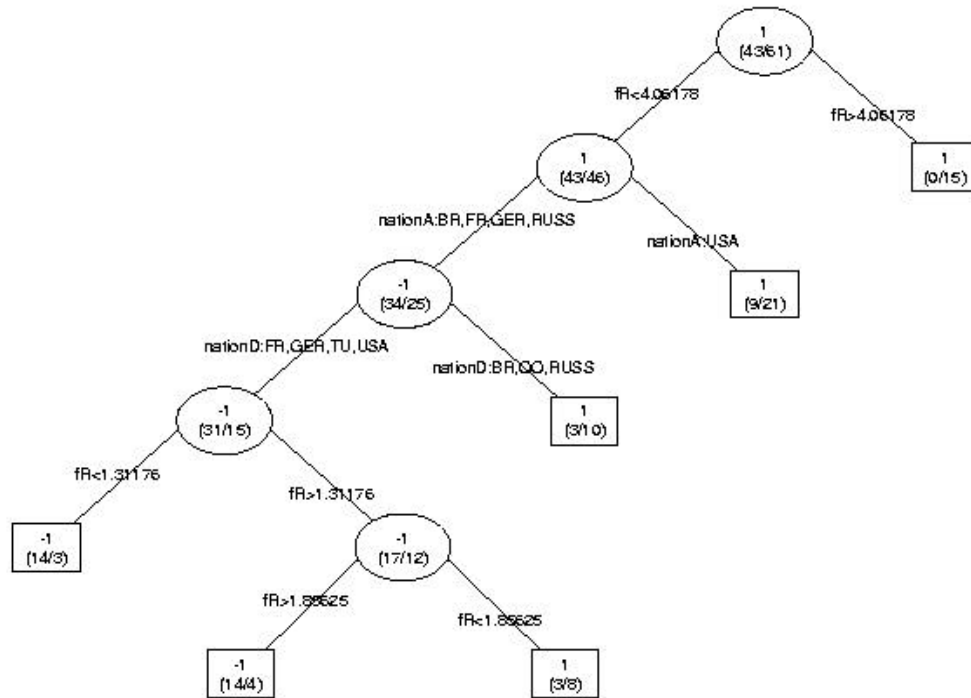 1
(43/61)
fR<4.06178
fR>4.06178
1
(43/46)
1
(0/15)
nationA:BR,FR,GER,RUSS
nationA:USA
-1
(34/25)
1
(9/21)
nationD:FR,GER,TU,USA
nationD:BR,CO,RUSS
-1
(31/15)
1
(3/10)
fR<1.31176
fR>1.31176
-1
(14/3)
-1
(17/12)
fR>1.85625
fR<1.85625
-1
(14/4)
1
(3/8)